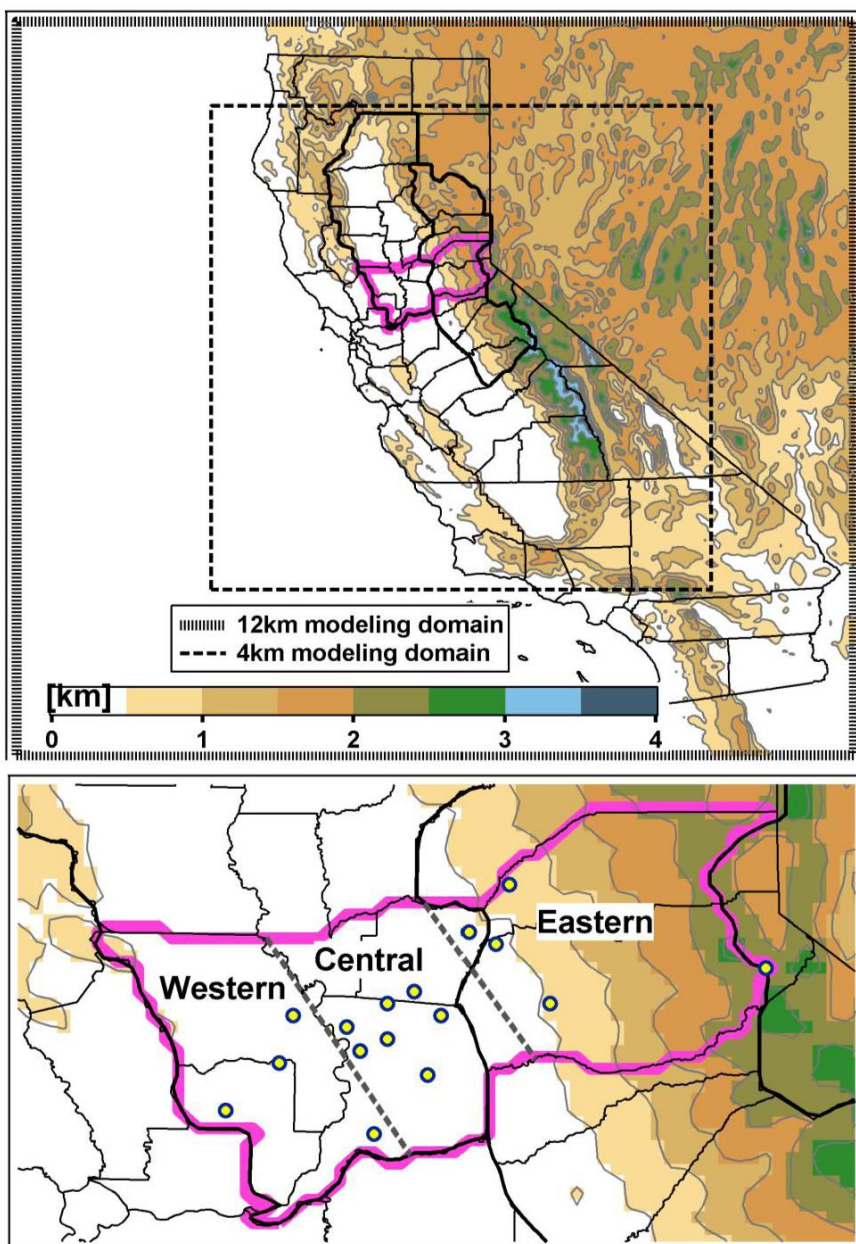 12km modeling domain
4km modeling domain
[km]
0 1 2 3 4
Eastern
Central
Western